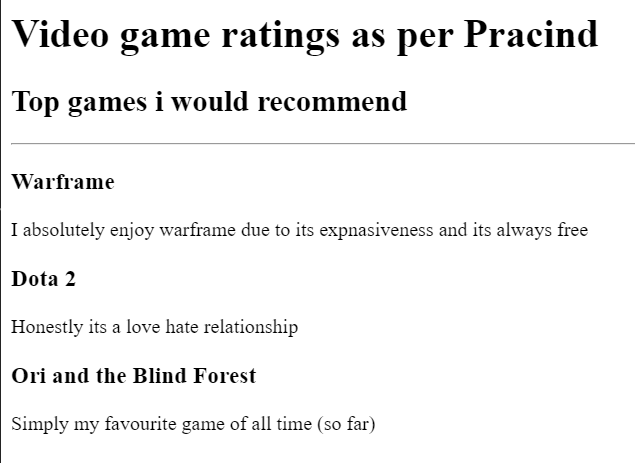 Video game ratings as per Pracind
Top games i would recommend
Warframe
I absolutely enjoy warframe due to its expnasiveness and its always free
Dota 2
Honestly its a love hate relationship
Ori and the Blind Forest
Simply my favourite game of all time (so far)